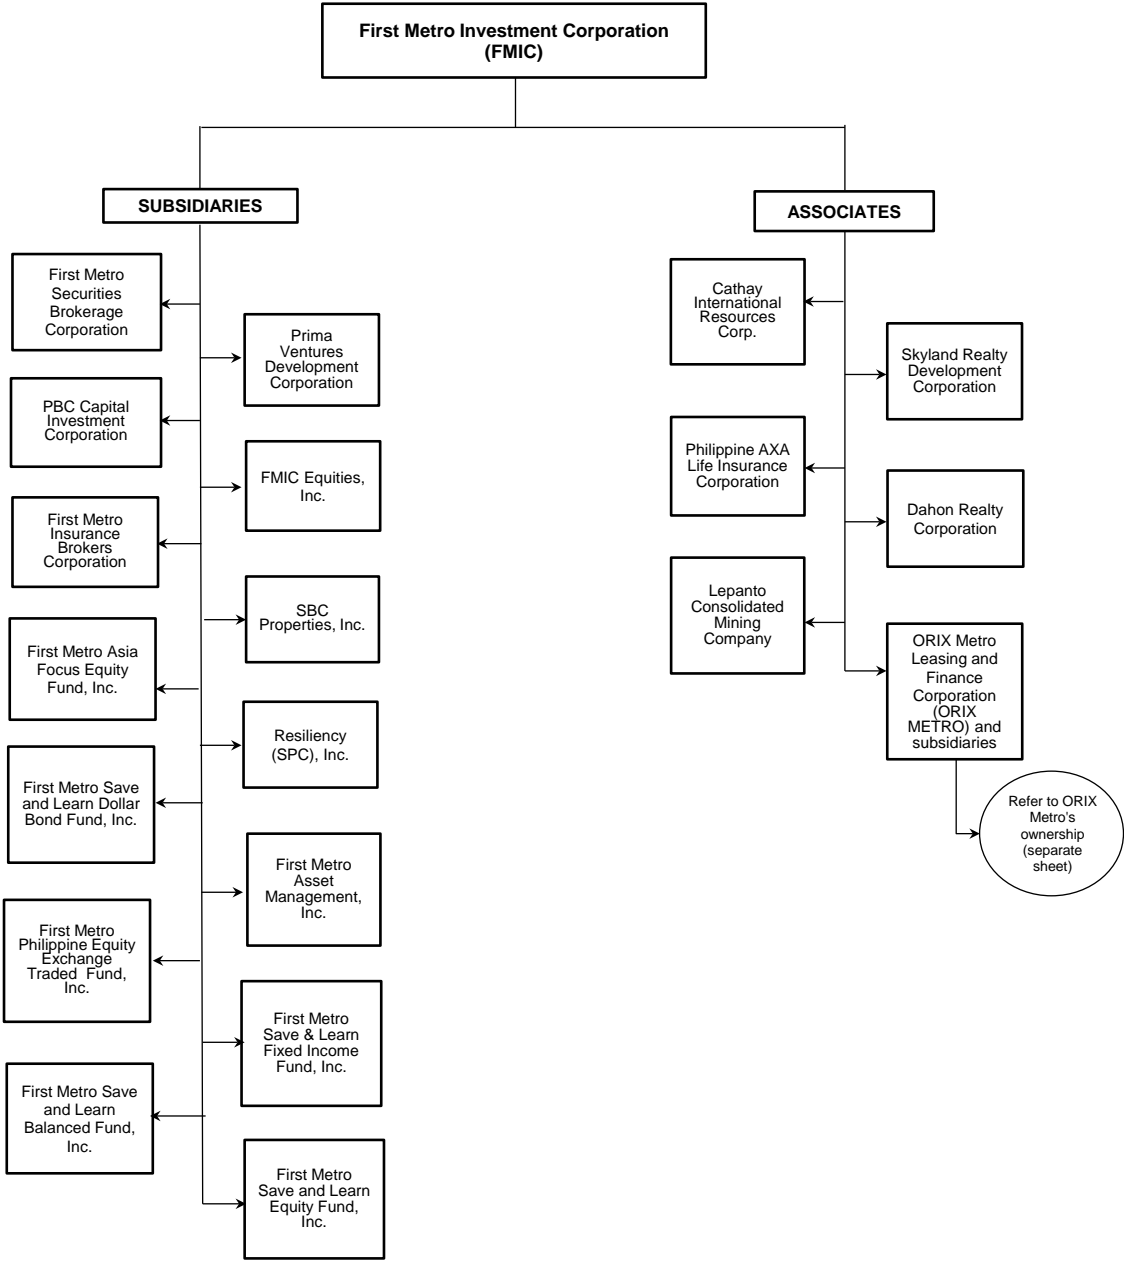 First Metro Investment Corporation
(FMIC)
SUBSIDIARIES
First Metro
Securities
Brokerage
Corporation
Prima
Ventures
Development
Corporation
PBC Capital
Investment
Corporation
FMIC Equities,
Inc.
First Metro
Insurance
Brokers
Corporation
SBC
Properties, Inc.
First Metro Asia
Focus Equity
Fund, Inc.
Resiliency
(SPC), Inc.
First Metro Save
and Learn Dollar
Bond Fund, Inc.
First Metro
Asset
Management,
Inc.
First Metro
Philippine Equity
Exchange
Traded Fund,
Inc.
First Metro
Save & Learn
Fixed Income
Fund, Inc.
First Metro Save
and Learn
Balanced Fund,
Inc.
First Metro
Save and Learn
Equity Fund,
Inc.
ASSOCIATES
Cathay
International
Resources
Corp.
Skyland Realty
Development
Corporation
Philippine AXA
Life Insurance
Corporation
Dahon Realty
Corporation
Lepanto
Consolidated
Mining
Company
ORIX Metro
Leasing and
Finance
Corporation
(ORIX
METRO) and
subsidiaries
Refer to ORIX
Metro's
ownership
(separate
sheet)